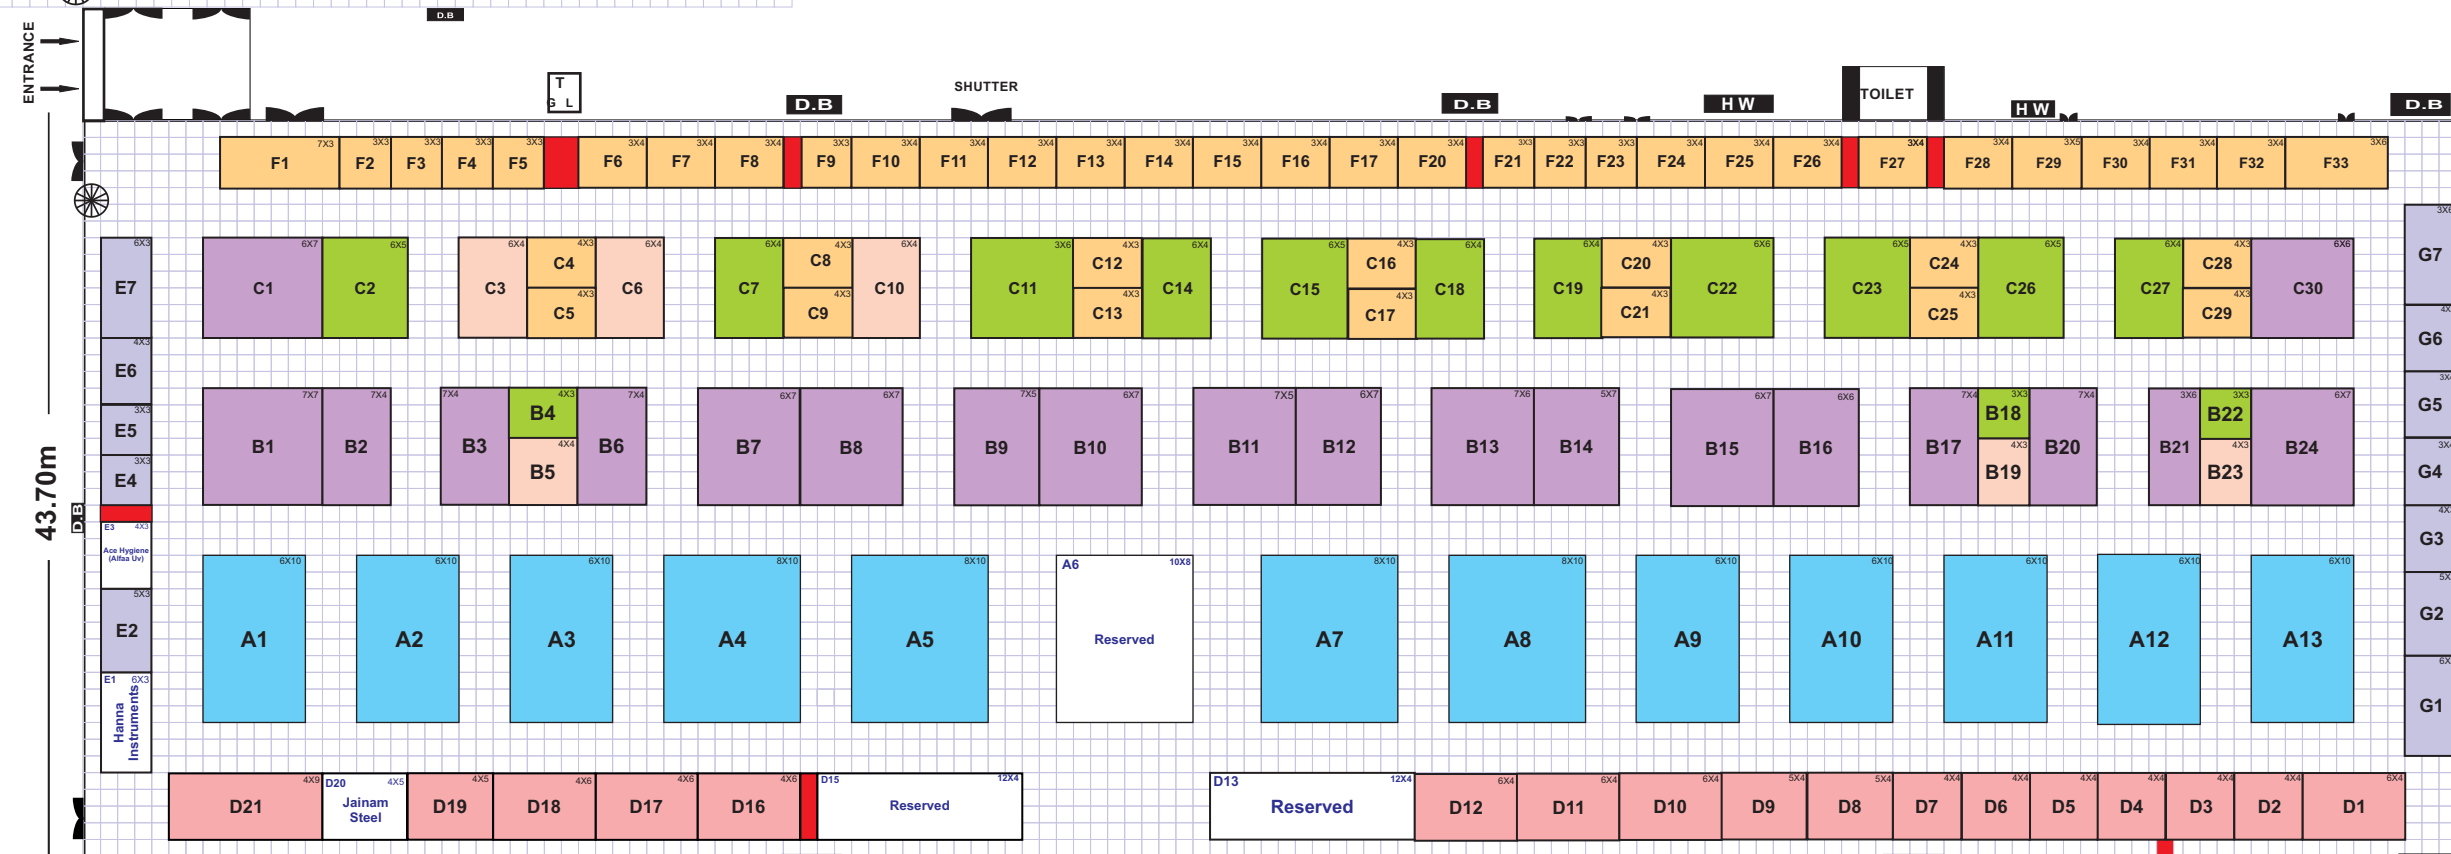 D.B
ENTRANCE
T
G L
D.B
SHUTTER
D.B
H W
TOILET
H W
D.B
F1 7X3
F2 3X3
F3 3X3
F4 3X3
F5 3X3
F6 3X4
F7 3X4
F8 3X4
F9 3X3
F10 3X4
F11 3X4
F12 3X4
F13 3X4
F14 3X4
F15 3X4
F16 3X4
F17 3X4
F20 3X4
F21 3X3
F22 3X3
F23 3X3
F24 3X4
F25 3X4
F26 3X4
F27 3X4
F28 3X4
F29 3X5
F30 3X4
F31 3X4
F32 3X4
F33 3X6
E7 6X3
C1 6X7
C2 6X5
C3 6X4
C4 4X3
C5 4X3
C6 6X4
C7 6X4
C8 4X3
C9 4X3
C10 6X4
C11 3X6
C12 4X3
C13 4X3
C14 6X4
C15 6X5
C16 4X3
C17 4X3
C18 6X4
C19 6X4
C20 4X3
C21 4X3
C22 6X6
C23 6X5
C24 4X3
C25 4X3
C26 6X5
C27 6X4
C28 4X3
C29 4X3
C30 6X6
G7
G6
E6 4X3
E5 3X3
E4 3X3
B1 7X7
B2 7X4
B3 7X4
B4 4X3
B5 4X4
B6 7X4
B7 6X7
B8 6X7
B9 7X5
B10 6X7
B11 7X5
B12 6X7
B13 7X6
B14 5X7
B15 6X7
B16 6X6
B17 7X4
B18 3X3
B19 4X3
B20 7X4
B21 3X6
B22 3X3
B23 4X3
B24 6X7
G5
G4
43.70m
D.B
E3 4X3
Ace Hygiene
(Alfaa Uv)
E2 5X3
E1 6X3
Hanna
Instruments
A1 6X10
A2 6X10
A3 6X10
A4 8X10
A5 8X10
A6 10X8
Reserved
A7 8X10
A8 8X10
A9 6X10
A10 6X10
A11 6X10
A12 6X10
A13 6X10
G3
G2
G1
D21 4X9
D20 4X5
Jainam
Steel
D19 4X5
D18 4X6
D17 4X6
D16 4X6
D15 12X4
Reserved
D13 12X4
Reserved
D12 6X4
D11 6X4
D10 6X4
D9 5X4
D8 5X4
D7 4X4
D6 4X4
D5 4X4
D4 4X4
D3 4X4
D2 4X4
D1 6X4